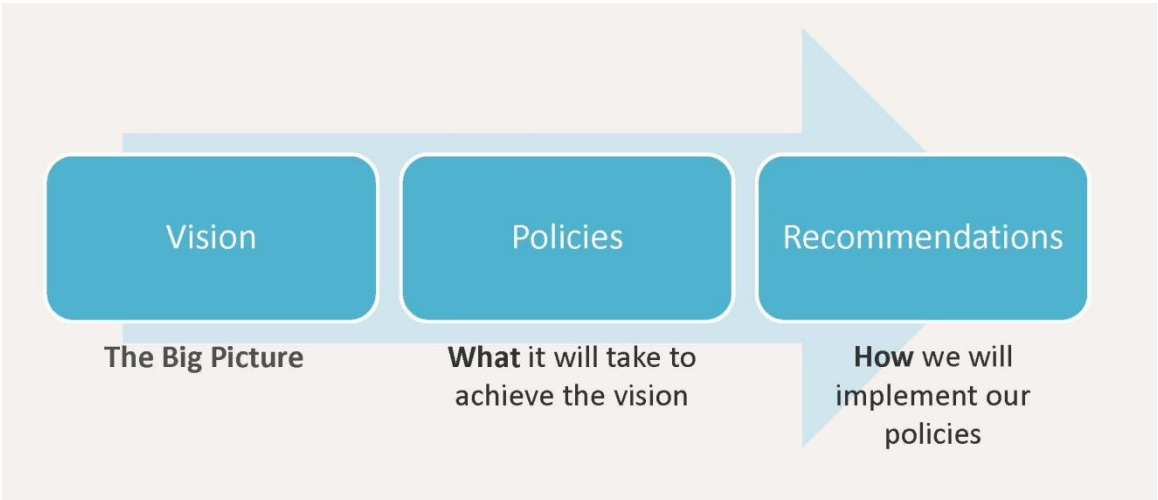 Vision
The Big Picture
Policies
What it will take to
achieve the vision
Recommendations
How we will
implement our
policies